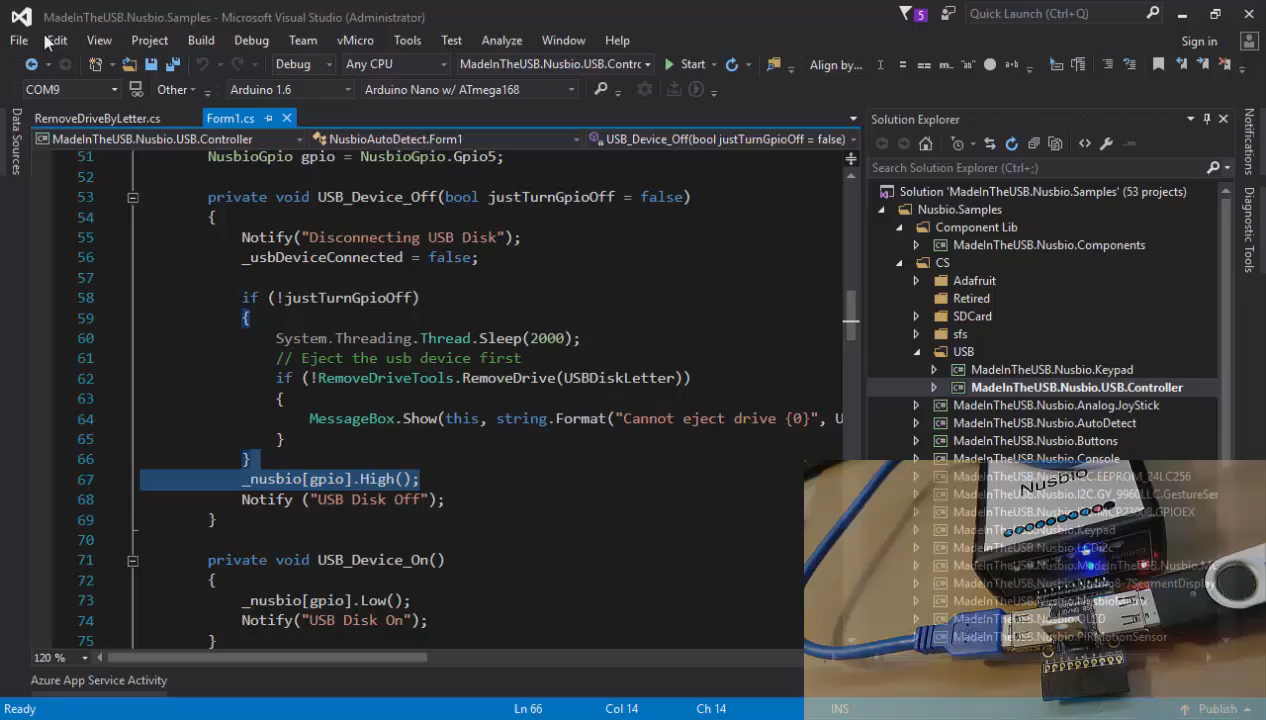 MadeInTheUSB.Nusbio.Samples - Microsoft Visual Studio (Administrator)
5
Quick Launch (Ctrl+Q)
File Edit View Project Build Debug Team vMicro Tools Test Analyze Window Help
Sign in
Debug Any CPU MadeInTheUSB.Nusbio.USB.Contrc Start Align by...
COM9 Other Arduino 1.6 Arduino Nano w/ ATmega168
RemoveDriveByLetter.cs Form1.cs
MadeInTheUSB.Nusbio.USB.Controller NusbioAutoDetect.Form1 USB_Device_Off(bool justTurnGpioOff = false)
Data Sources
51 NusbioGpio gpio = NusbioGpio.Gpio5;
52
53 private void USB_Device_Off(bool justTurnGpioOff = false)
54 {
55 Notify("Disconnecting USB Disk");
56 _usbDeviceConnected = false;
57
58 if (!justTurnGpioOff)
59 {
60 System.Threading.Thread.Sleep(2000);
61 // Eject the usb device first
62 if (!RemoveDriveTools.RemoveDrive(USBDiskLetter))
63 {
64 MessageBox.Show(this, string.Format("Cannot eject drive {0}", U
65 }
66 }
67 _nusbio[gpio].High();
68 Notify ("USB Disk Off");
69 }
70
71 private void USB_Device_On()
72 {
73 _nusbio[gpio].Low();
74 Notify("USB Disk On");
75 }
120 %
Azure App Service Activity
Solution Explorer
Search Solution Explorer (Ctrl+;)
Solution 'MadeInTheUSB.Nusbio.Samples' (53 projects)
Nusbio.Samples
Component Lib
MadeInTheUSB.Nusbio.Components
CS
Adafruit
Retired
SDCard
sfs
USB
MadeInTheUSB.Nusbio.Keypad
MadeInTheUSB.Nusbio.USB.Controller
MadeInTheUSB.Nusbio.AnalogJoyStick
MadeInTheUSB.Nusbio.AutoDetect
MadeInTheUSB.Nusbio.Buttons
MadeInTheUSB.Nusbio.Console
MadeInTheUSB.Nusbio.Keypad
MadeInTheUSB.Nusbio.OLED
MadeInTheUSB.Nusbio.PIRMotionSensor
Nusbio
Notifications
Diagnostic Tools
Ready Ln 66 Col 14 Ch 14 INS Publish